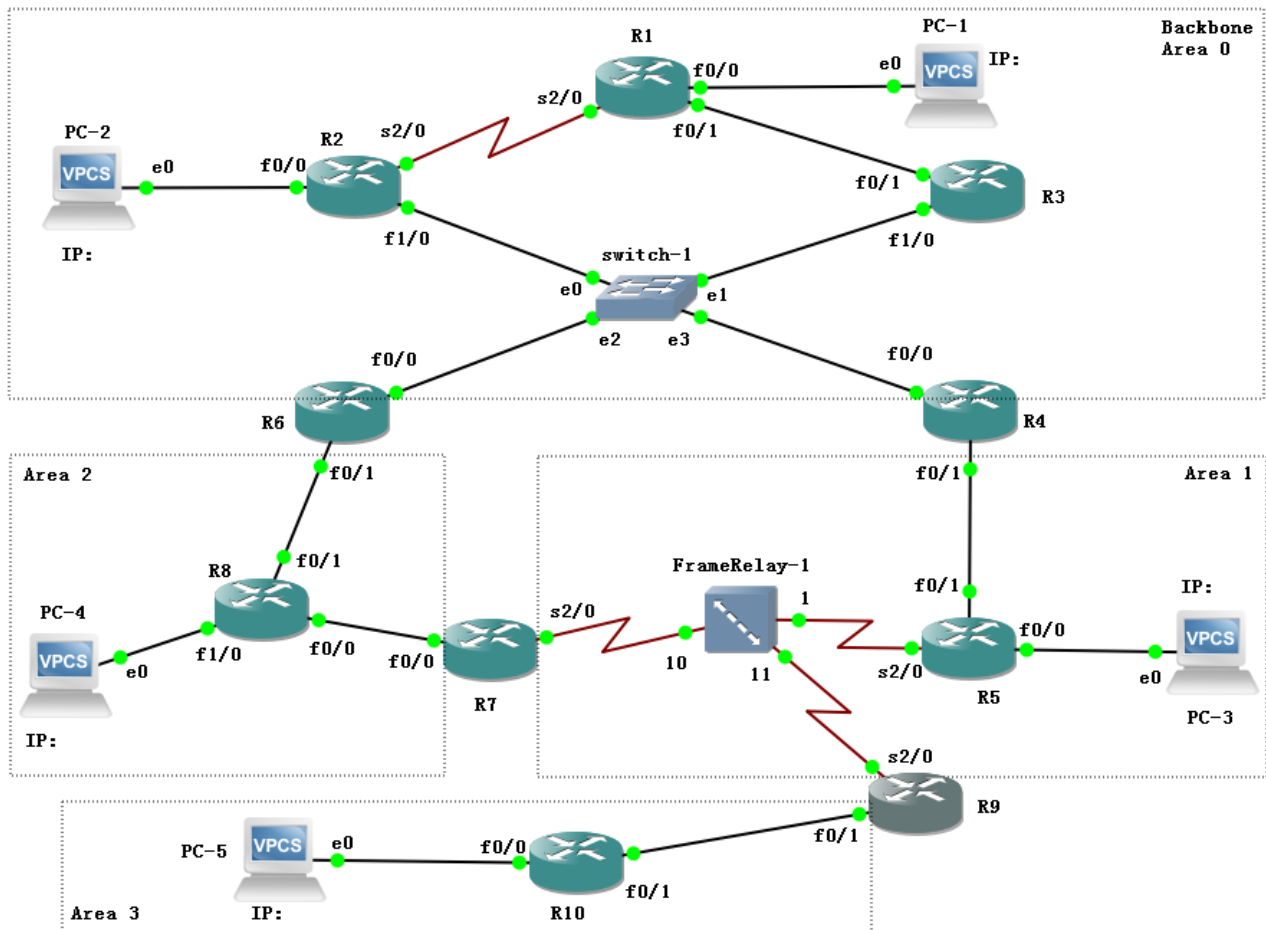 Backbone
Area 0
R1
PC-1
IP:
e0
VPCS
f0/0
s2/0
f0/1
PC-2
VPCS
e0
f0/0
R2
s2/0
f1/0
IP:
f0/1
R3
f1/0
switch-1
e0
e1
e2
e3
f0/0
R6
f0/1
f0/0
R4
f0/1
Area 2
R8
f0/1
PC-4
VPCS
e0
f1/0
f0/0
f0/0
IP:
R7
s2/0
Area 1
FrameRelay-1
1
10
11
f0/1
f0/0
s2/0
R5
IP:
VPCS
e0
PC-3
s2/0
R9
f0/1
PC-5
VPCS
e0
f0/0
f0/1
R10
Area 3
IP: